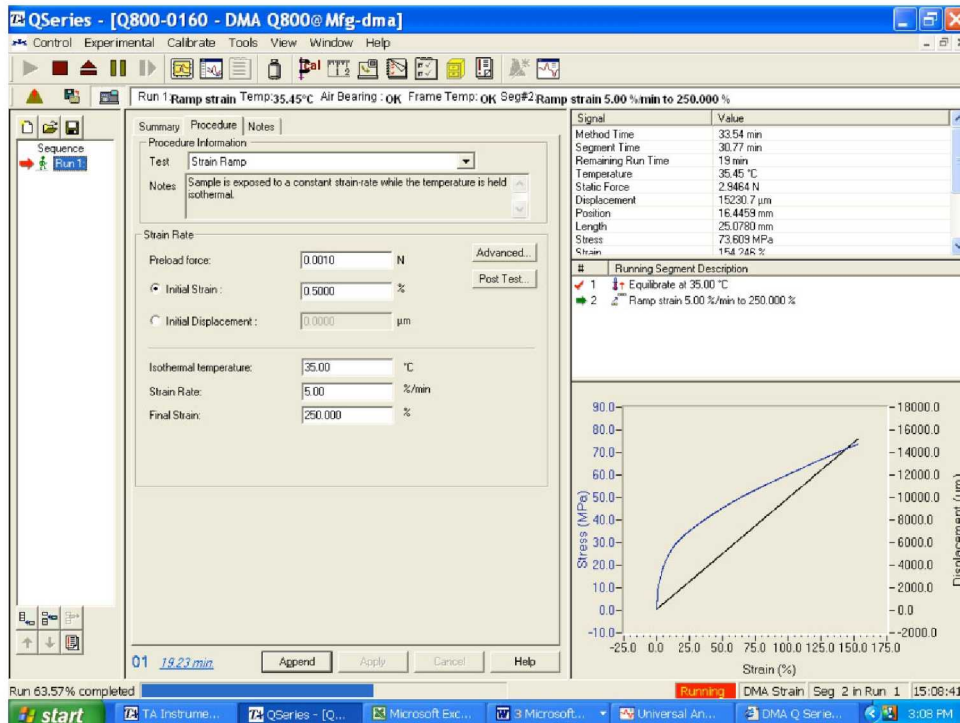 QSeries - [Q800-0160 - DMA Q800@Mfg-dma]
Control Experimental Calibrate Tools View Window Help
Run 1: Ramp strain Temp:35.45°C Air Bearing : OK Frame Temp: OK Seg#2 Ramp strain 5.00 %/min to 250.000 %
Sequence
Run 1:
Summary Procedure Notes
Procedure Information
Test Strain Ramp
Notes Sample is exposed to a constant strain-rate while the temperature is held
isothermal.
Strain Rate
Preload force: 0.0010 N
Advanced...
Initial Strain : 0.5000 %
Post Test...
Initial Displacement : 0.0000 µm
Isothermal temperature: 35.00 °C
Strain Rate: 5.00 %/min
Final Strain: 250.000 %
01 19.23 min
Append Apply Cancel Help
Signal Value
Method Time 33.54 min
Segment Time 30.77 min
Remaining Run Time 19 min
Temperature 35.45 °C
Static Force 2.9464 N
Displacement 15230.7 µm
Position 16.4459 mm
Length 25.0780 mm
Stress 73.609 MPa
Strain 154.246 %
# Running Segment Description
1 Equilibrate at 35.00 °C
2 Ramp strain 5.00 %/min to 250.000 %
Stress (MPa)
90.0
80.0
70.0
60.0
50.0
40.0
30.0
20.0
10.0
0.0
-10.0
18000.0
16000.0
14000.0
12000.0
10000.0
8000.0
6000.0
4000.0
2000.0
0.0
-2000.0
Displacement (µm)
-25.0 0.0 25.0 50.0 75.0 100.0 125.0 150.0 175.0
Strain (%)
Run 63.57% completed
Running DMA Strain Seg 2 in Run 1 15:08:41
start TA Instrume... QSeries - [Q... Microsoft Exc... 3 Microsoft... Universal An... DMA Q Serie... 3:08 PM